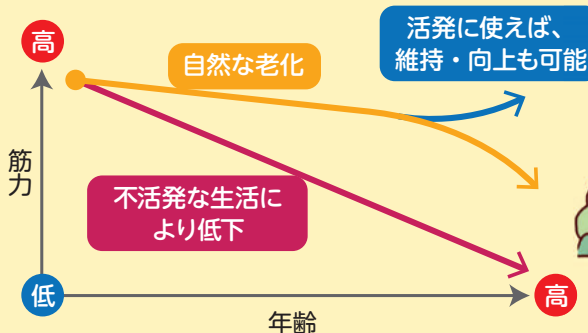 高
自然な老化
活発に使えば、
維持・向上も可能
筋力
不活発な生活に
より低下
低
高
年齢